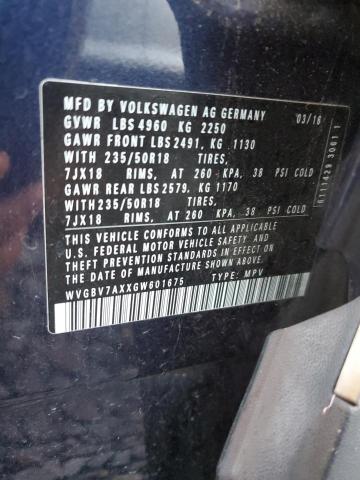 MFD BY VOLKSWAGEN AG GERMANY 03/16
GVWR LBS 4960 KG 2250
GAWR FRONT LBS 2491, KG 1130
WITH 235/50R18 TIRES,
7JX18 RIMS, AT 260 KPA, 38 PSI COLD
GAWR REAR LBS 2579. KG 1170
WITH 235/50R18 TIRES,
7JX18 RIMS, AT 260 KPA, 38 PSI COLD
THIS VEHICLE CONFORMS TO ALL APPLICABLE
U.S. FEDERAL MOTOR VEHICLE SAFETY
AND THEFT PREVENTION STANDARDS IN EFFECT
ON THE DATE OF MANUFACTURE SHOWN ABOVE.
WVGBV7AXXGW601675 TYPE: MPV